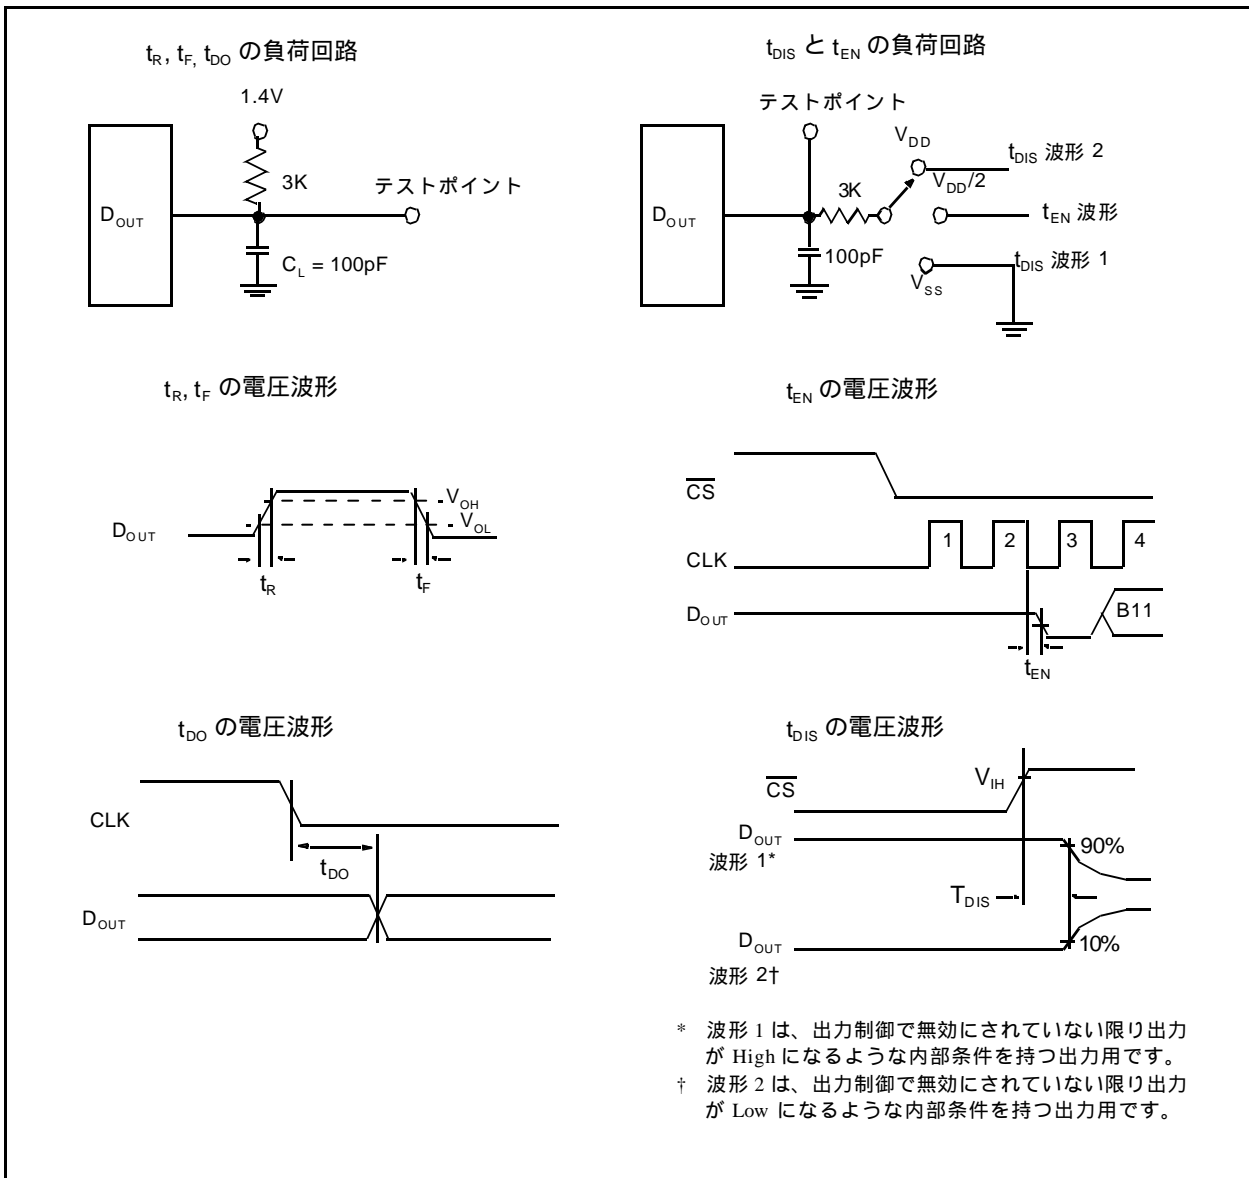 tR, tF, tDO の負荷回路
1.4V
3K
テストポイント
DOUT
CL = 100pF
tDIS と tEN の負荷回路
テストポイント
VDD
tDIS 波形 2
VDD/2
3K
DOUT
tEN 波形
100pF
tDIS 波形 1
VSS
tR, tF の電圧波形
VOH
VOL
DOUT
tR
tF
tEN の電圧波形
CS
1 2 3 4
CLK
DOUT
B11
tEN
tDO の電圧波形
CLK
tDO
DOUT
tDIS の電圧波形
VIH
CS
DOUT
波形 1*
90%
TDIS
DOUT
10%
波形 2†
* 波形 1 は、出力制御で無効にされていない限り出力
が High になるような内部条件を持つ出力用です。
† 波形 2 は、出力制御で無効にされていない限り出力
が Low になるような内部条件を持つ出力用です。